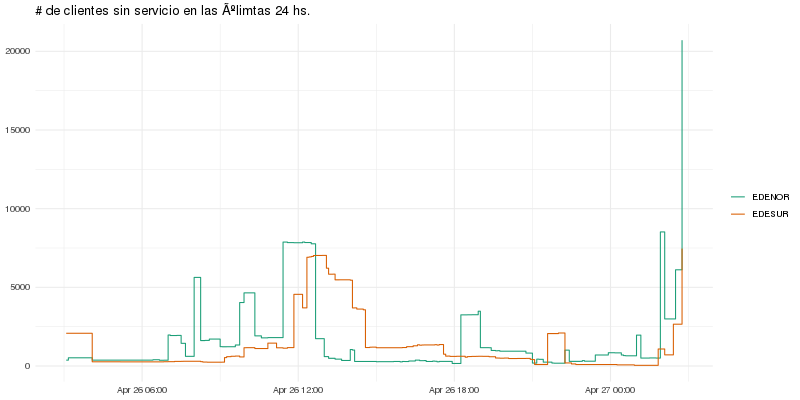 # de clientes sin servicio en las Ãºlimtas 24 hs.
20000
15000
10000
5000
0
Apr 26 06:00
Apr 26 12:00
Apr 26 18:00
Apr 27 00:00
EDENOR
EDESUR